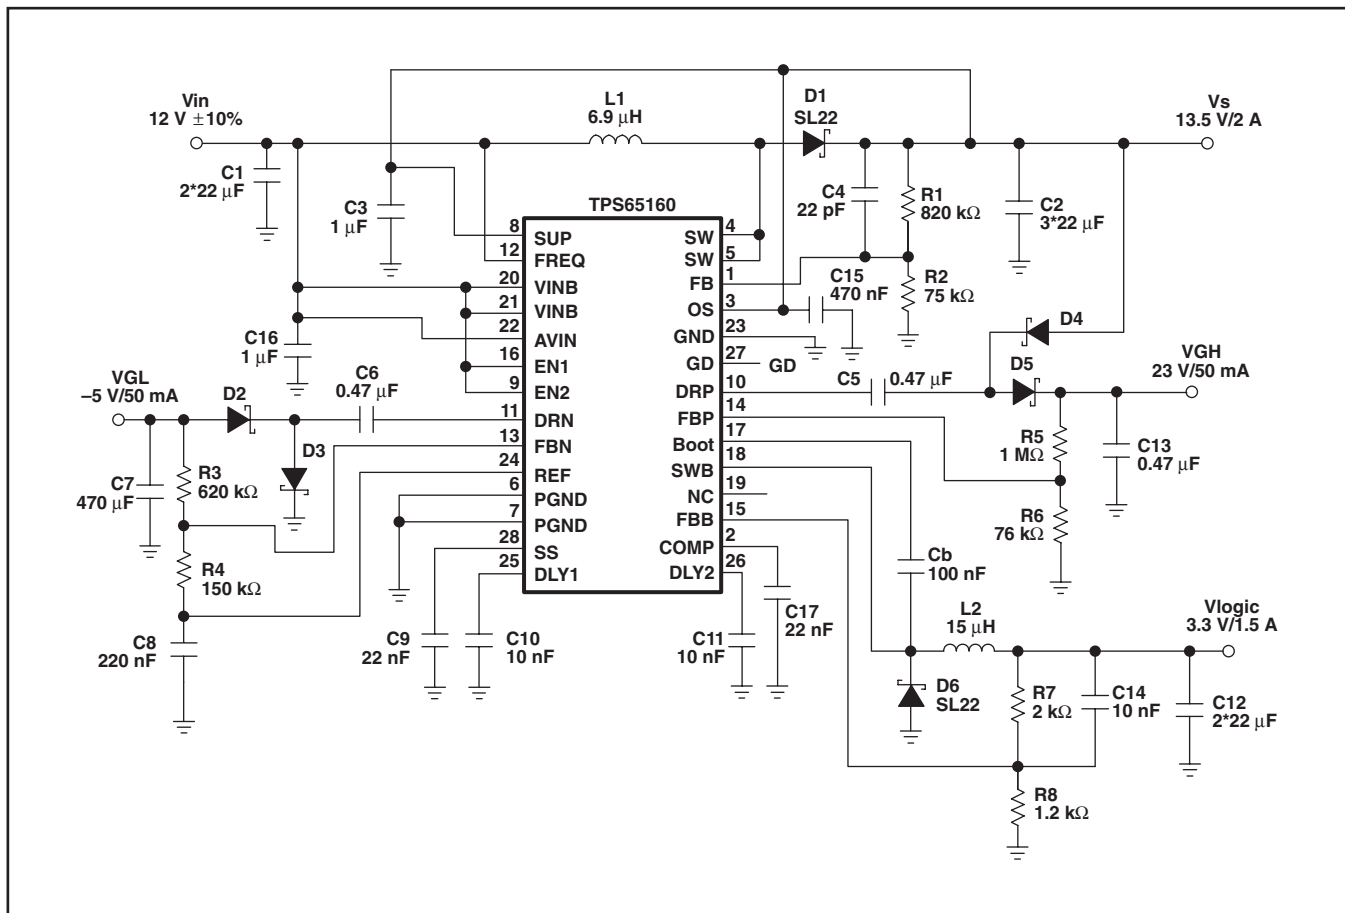 Vin
12 V ±10%
L1
6.9 μH
D1
SL22
Vs
13.5 V/2 A
C1
2*22 μF
C3
1 μF
TPS65160
C4
22 pF
R1
820 kΩ
C2
3*22 μF
8
SUP
12
FREQ
20
VINB
21
VINB
22
AVIN
16
EN1
9
EN2
11
DRN
13
FBN
24
REF
6
PGND
7
PGND
28
SS
25
DLY1
4
SW
5
SW
1
FB
3
OS
23
GND
27
GD
10
DRP
14
FBP
17
Boot
18
SWB
19
NC
15
FBB
2
COMP
26
DLY2
C15
470 nF
R2
75 kΩ
D4
GD
C5
0.47 μF
D5
VGH
23 V/50 mA
C16
1 μF
VGL
–5 V/50 mA
D2
C6
0.47 μF
D3
R3
620 kΩ
C7
470 μF
R4
150 kΩ
C8
220 nF
C9
22 nF
C10
10 nF
C11
10 nF
C17
22 nF
R5
1 MΩ
C13
0.47 μF
R6
76 kΩ
Cb
100 nF
L2
15 μH
Vlogic
3.3 V/1.5 A
D6
SL22
R7
2 kΩ
C14
10 nF
C12
2*22 μF
R8
1.2 kΩ